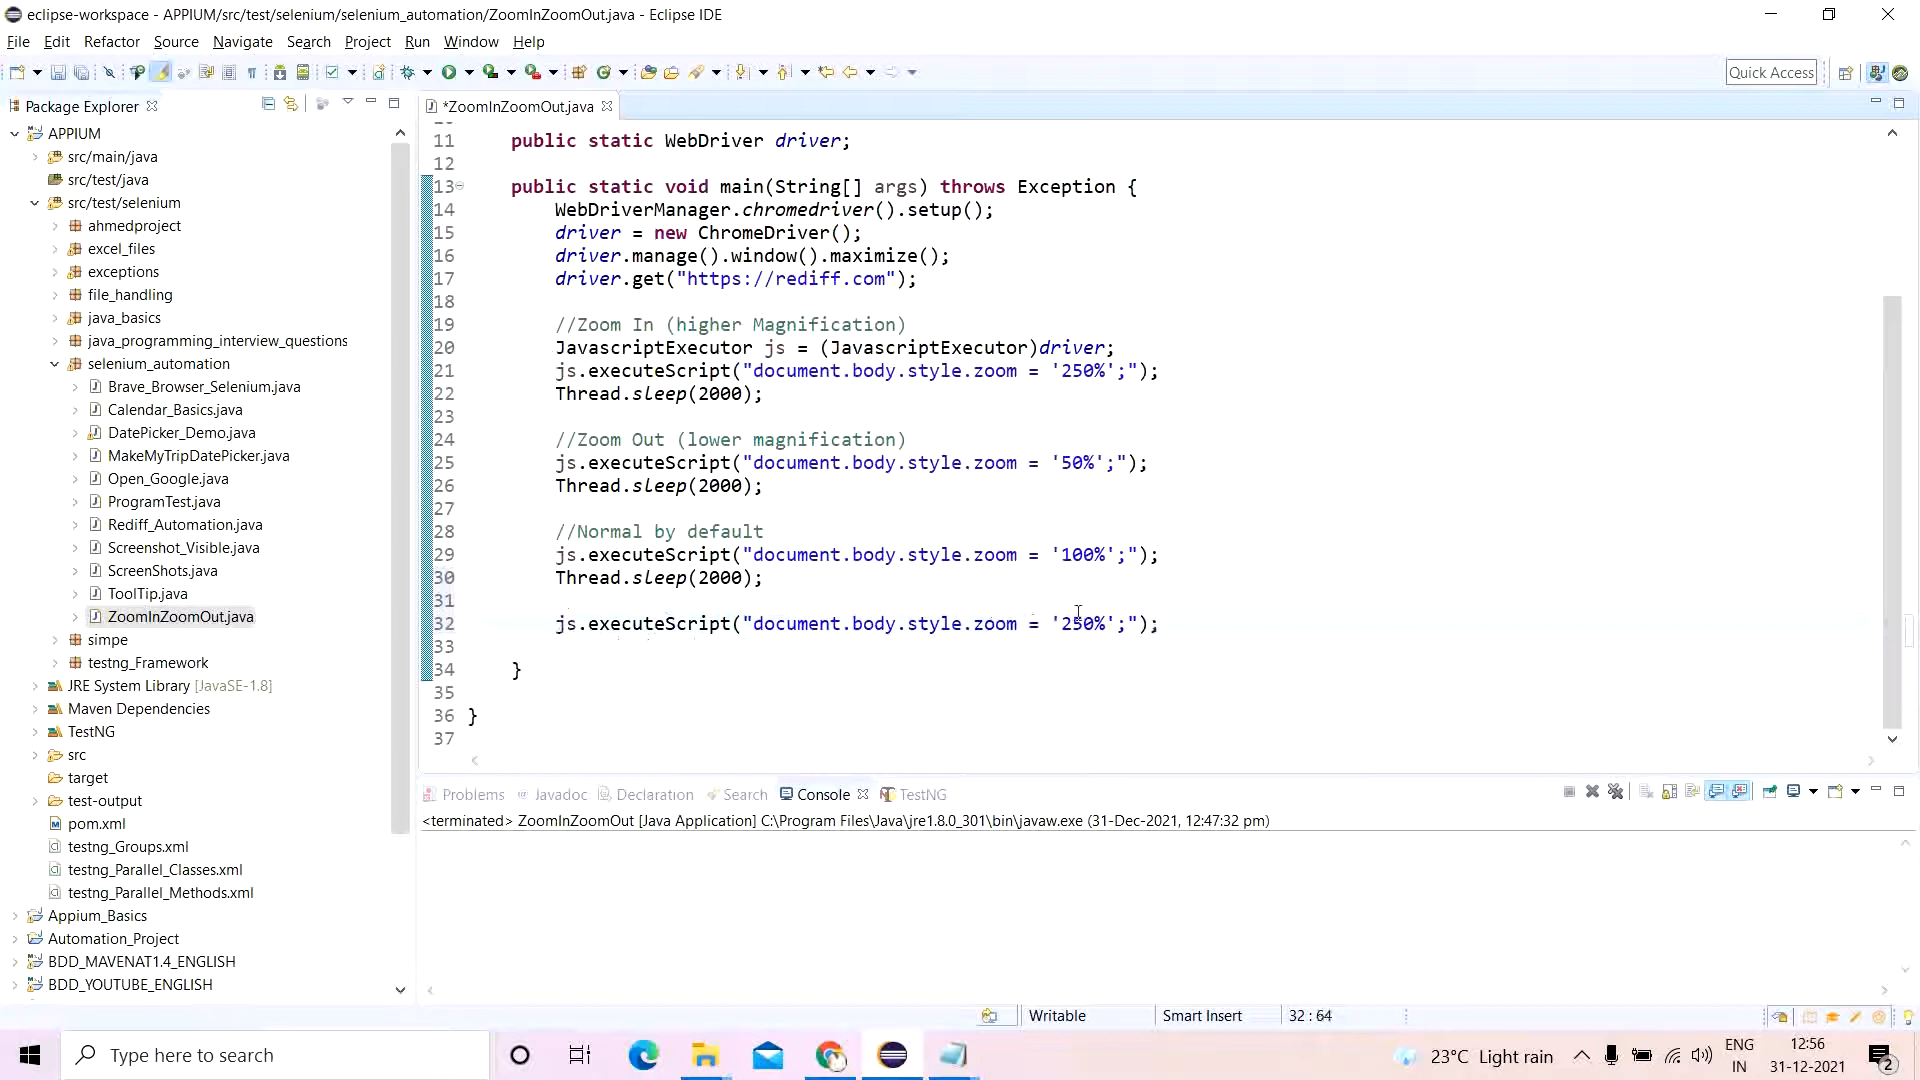 eclipse-workspace - APPIUM/src/test/selenium/selenium_automation/ZoomInZoomOut.java - Eclipse IDE
File Edit Refactor Source Navigate Search Project Run Window Help
Quick Access
Package Explorer
*ZoomInZoomOut.java
APPIUM
src/main/java
src/test/java
src/test/selenium
ahmedproject
excel_files
exceptions
file_handling
java_basics
java_programming_interview_questions
selenium_automation
Brave_Browser_Selenium.java
Calendar_Basics.java
DatePicker_Demo.java
MakeMyTripDatePicker.java
Open_Google.java
ProgramTest.java
Rediff_Automation.java
Screenshot_Visible.java
ScreenShots.java
ToolTip.java
ZoomInZoomOut.java
simpe
testng_Framework
JRE System Library [JavaSE-1.8]
Maven Dependencies
TestNG
src
target
test-output
pom.xml
testng_Groups.xml
testng_Parallel_Classes.xml
testng_Parallel_Methods.xml
Appium_Basics
Automation_Project
BDD_MAVENAT1.4_ENGLISH
BDD_YOUTUBE_ENGLISH
11 public static WebDriver driver;
12
13 public static void main(String[] args) throws Exception {
14 WebDriverManager.chromedriver().setup();
15 driver = new ChromeDriver();
16 driver.manage().window().maximize();
17 driver.get("https://rediff.com");
18
19 //Zoom In (higher Magnification)
20 JavascriptExecutor js = (JavascriptExecutor)driver;
21 js.executeScript("document.body.style.zoom = '250%';");
22 Thread.sleep(2000);
23
24 //Zoom Out (lower magnification)
25 js.executeScript("document.body.style.zoom = '50%';");
26 Thread.sleep(2000);
27
28 //Normal by default
29 js.executeScript("document.body.style.zoom = '100%';");
30 Thread.sleep(2000);
31
32 js.executeScript("document.body.style.zoom = '250%';");
33
34 }
35
36 }
37
Problems Javadoc Declaration Search Console TestNG
<terminated> ZoomInZoomOut [Java Application] C:\Program Files\Java\jre1.8.0_301\bin\javaw.exe (31-Dec-2021, 12:47:32 pm)
Writable Smart Insert 32 : 64
Type here to search
23°C Light rain
ENG
IN
12:56
31-12-2021
2